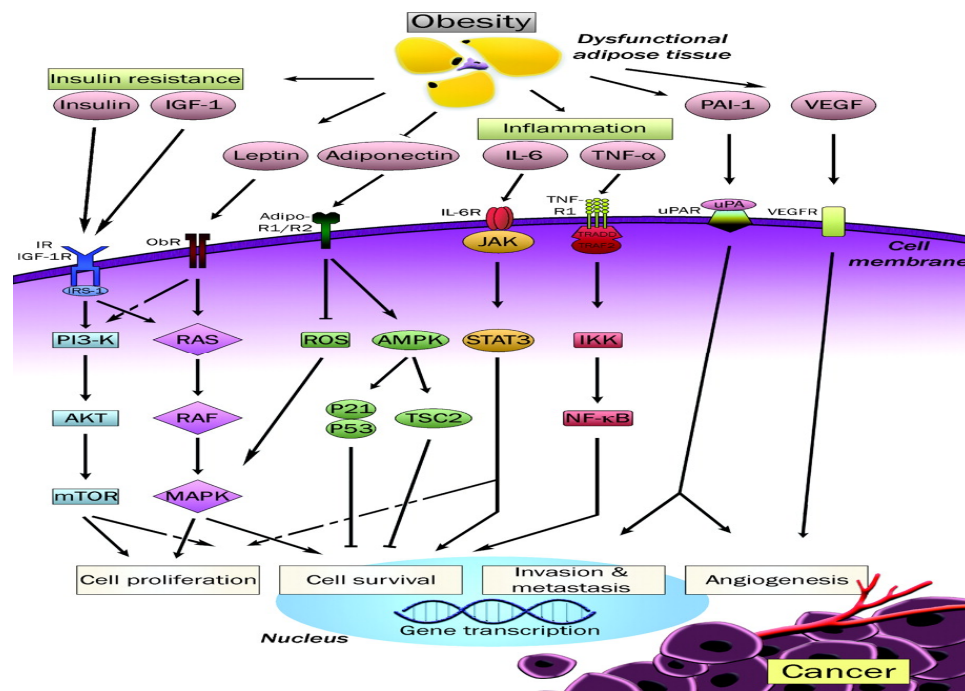 Obesity
Dysfunctional
adipose tissue
Insulin resistance
Insulin
IGF-1
PAI-1
VEGF
Inflammation
Leptin
Adiponectin
IL-6
TNF-α
uPA
Adipo-
R1/R2
IL-6R
TNF-
R1
uPAR
VEGFR
IR
IGF-1R
ObR
JAK
TRADD
TRAF2
Cell
membrane
IRS-1
PI3-K
RAS
ROS
AMPK
STAT3
IKK
P21
P53
AKT
RAF
TSC2
NF-κB
mTOR
MAPK
Cell proliferation
Cell survival
Invasion &
metastasis
Angiogenesis
Gene transcription
Nucleus
Cancer